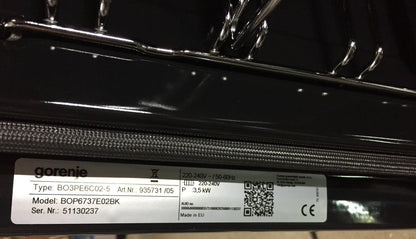 gorenje
Type: BO3PE6C02-5 Art.Nr.: 935731 /05
Model: BOP6737E02BK
Ser. Nr.: 51130237
220-240V~ / 50-60Hz
220-240V
P :3,5 kW
Made in EU